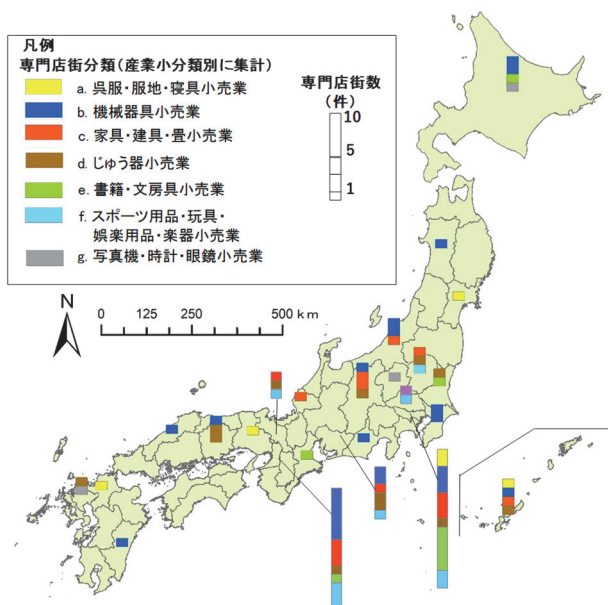 凡例
専門店街分類(産業小分類別に集計)
a. 呉服・服地・寝具小売業
b. 機械器具小売業
c. 家具・建具・畳小売業
d. じゅう器小売業
e. 書籍・文房具小売業
f. スポーツ用品・玩具・
娯楽用品・楽器小売業
g. 写真機・時計・眼鏡小売業
専門店街数
(件)
10
5
1
N
0 125 250 500 km